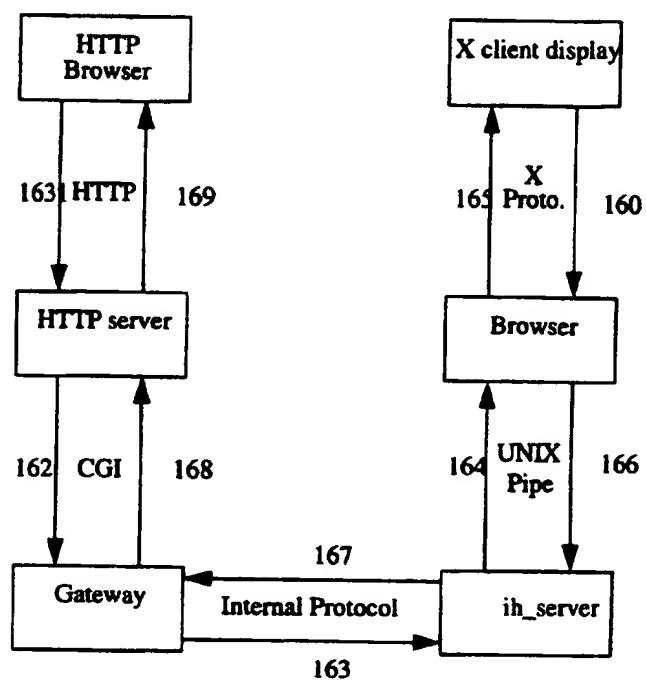 HTTP
Browser
X client display
1631 HTTP 169
165 X
Proto. 160
HTTP server
Browser
162 CGI 168
164 UNIX
Pipe 166
167
Gateway
Internal Protocol
ih_server
163